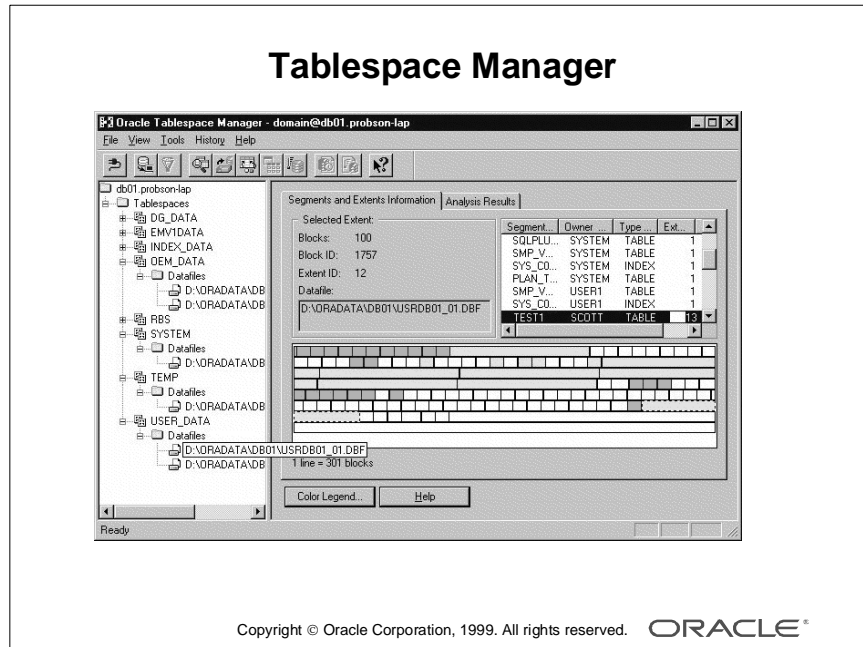 Tablespace Manager
Oracle Tablespace Manager - domain@db01.probson-lap
File View Tools History Help
db01.probson-lap
Tablespaces
DG_DATA
EMV1DATA
INDEX_DATA
OEM_DATA
Datafiles
D:\ORADATA\DB
D:\ORADATA\DB
RBS
SYSTEM
Datafiles
D:\ORADATA\DB
TEMP
Datafiles
D:\ORADATA\DB
USER_DATA
Datafiles
D:\ORADATA\DB01\USRDB01_01.DBF
D:\ORADATA\DB
Segments and Extents Information Analysis Results
Selected Extent:
Blocks: 100
Block ID: 1757
Extent ID: 12
Datafile:
D:\ORADATA\DB01\USRDB01_01.DBF
Segment... Owner ... Type ... Ext...
SQLPLU... SYSTEM TABLE 1
SMP_V... SYSTEM TABLE 1
SYS_C0... SYSTEM INDEX 1
PLAN_T... SYSTEM TABLE 1
SMP_V... USER1 TABLE 1
SYS_C0... USER1 INDEX 1
TEST1 SCOTT TABLE 13
1 line = 301 blocks
Color Legend... Help
Ready
Copyright © Oracle Corporation, 1999. All rights reserved. ORACLE®